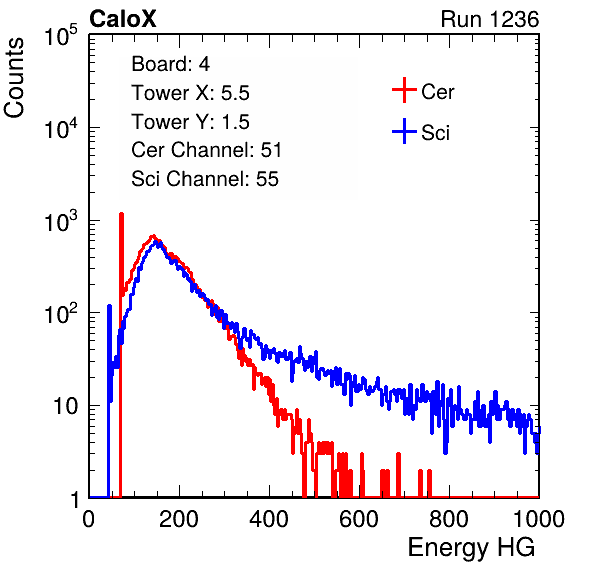 CaloX
Run 1236
Counts
10^5
10^4
10^3
10^2
10
1
Board: 4
Tower X: 5.5
Tower Y: 1.5
Cer Channel: 51
Sci Channel: 55
Cer
Sci
0 200 400 600 800 1000
Energy HG